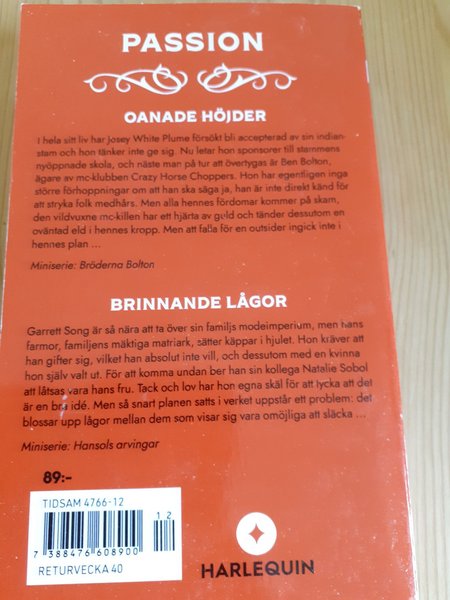 PASSION
OANADE HÖJDER
I hela sitt liv har Josey White Plume försökt bli accepterad av sin indian-
stam och hon tänker inte ge sig. Nu letar hon sponsorer till stammens
nyöppnade skola, och näste man på tur att övertygas är Ben Bolton,
ägare av mc-klubben Crazy Horse Choppers. Hon har egentligen inga
större förhoppningar om att han ska säga ja, han är inte direkt känd för
att stryka folk medhårs. Men alla hennes fördomar kommer på skam,
den vildvuxne mc-killen har ett hjärta av guld och tänder dessutom en
oväntad eld i hennes kropp. Men att falla för en outsider ingick inte i
hennes plan ...
Miniserie: Bröderna Bolton
BRINNANDE LÅGOR
Garrett Song är så nära att ta över sin familjs modeimperium, men hans
farmor, familjens mäktiga matriark, sätter käppar i hjulet. Hon kräver att
han gifter sig, vilket han absolut inte vill, och dessutom med en kvinna
hon själv valt ut. För att komma undan ber han sin kollega Natalie Sobol
att låtsas vara hans fru. Tack och lov har hon egna skäl för att tycka att det
är en bra idé. Men så snart planen satts i verket uppstår ett problem: det
blossar upp lågor mellan dem som visar sig vara omöjliga att släcka ...
Miniserie: Hansols arvingar
89:-
TIDSAM 4766-12
1 2
7 388476 608900
RETURVECKA 40
HARLEQUIN